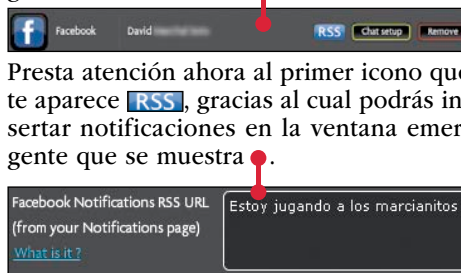 Facebook David RSS Chat setup Remove
Presta atención ahora al primer icono que
te aparece RSS, gracias al cual podrás in
sertar notificaciones en la ventana emer
gente que se muestra .
Facebook Notifications RSS URL
(from your Notifications page)
What is it ?
Estoy jugando a los marcianitos